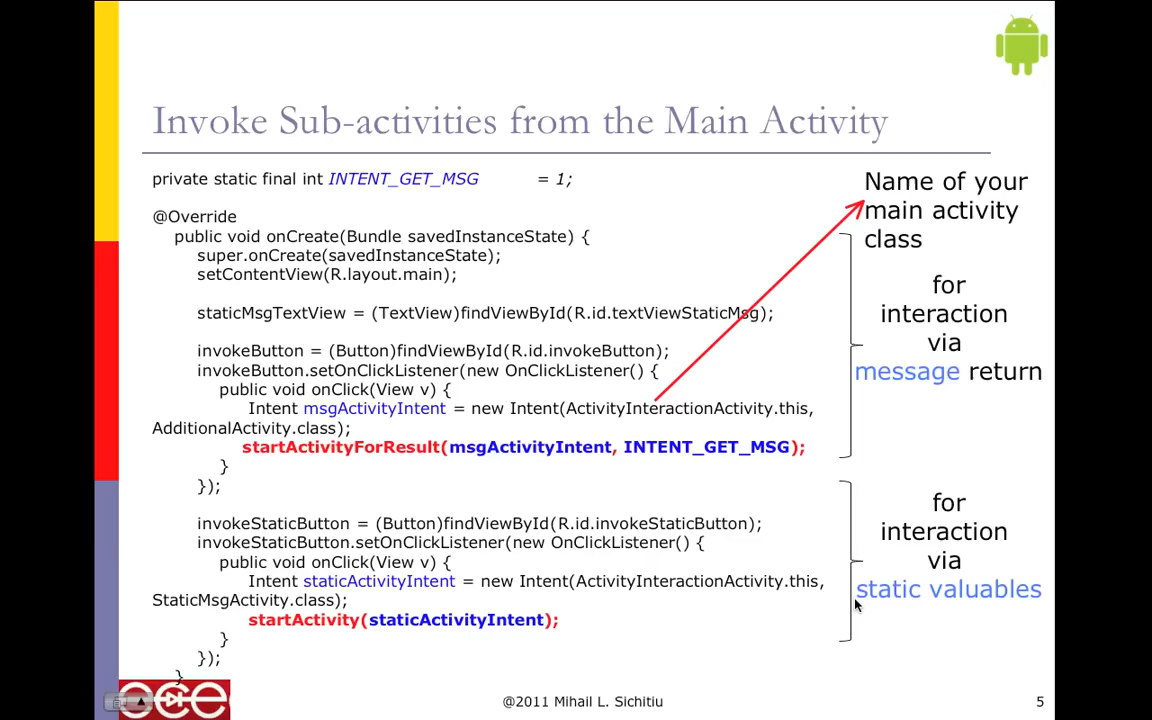 Invoke Sub-activities from the Main Activity
private static final int INTENT_GET_MSG = 1;
@Override
public void onCreate(Bundle savedInstanceState) {
super.onCreate(savedInstanceState);
setContentView(R.layout.main);
staticMsgTextView = (TextView)findViewById(R.id.textViewStaticMsg);
invokeButton = (Button)findViewById(R.id.invokeButton);
invokeButton.setOnClickListener(new OnClickListener() {
public void onClick(View v) {
Intent msgActivityIntent = new Intent(ActivityInteractionActivity.this,
AdditionalActivity.class);
startActivityForResult(msgActivityIntent, INTENT_GET_MSG);
}
});
invokeStaticButton = (Button)findViewById(R.id.invokeStaticButton);
invokeStaticButton.setOnClickListener(new OnClickListener() {
public void onClick(View v) {
Intent staticActivityIntent = new Intent(ActivityInteractionActivity.this,
StaticMsgActivity.class);
startActivity(staticActivityIntent);
}
});
}
Name of your
main activity
class
for
interaction
via
message return
for
interaction
via
static valuables
ece
@2011 Mihail L. Sichitiu
5